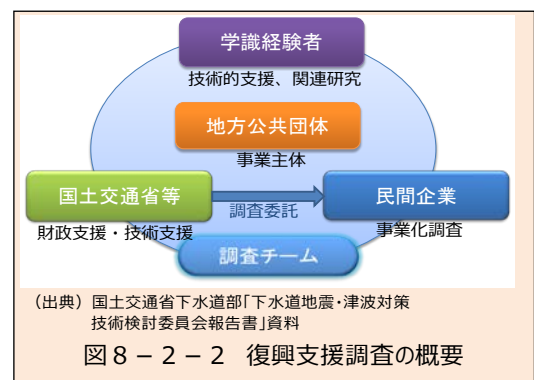 学識経験者
技術的支援、関連研究
地方公共団体
事業主体
国土交通省等
財政支援・技術支援
調査委託
民間企業
事業化調査
調査チーム
（出典）国土交通省下水道部「下水道地震・津波対策
技術検討委員会報告書」資料
図８－２－２　復興支援調査の概要